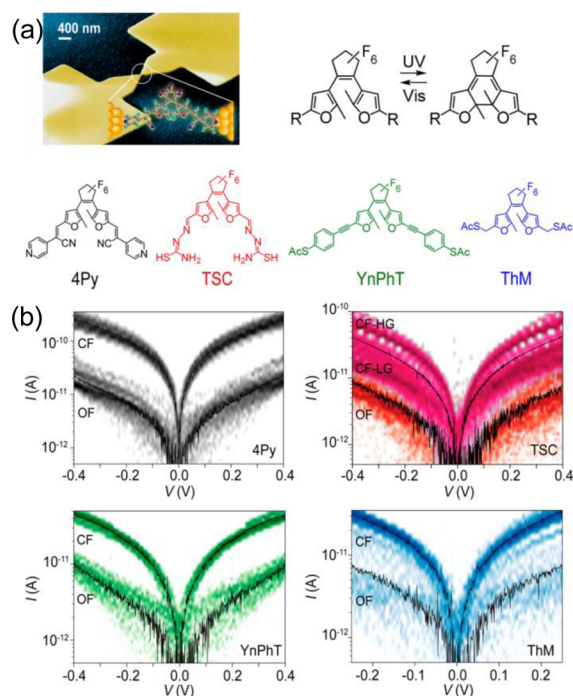 (a)
400 nm
F6
UV
Vis
R R R R
F6
F6
F6
F6
F6
N CN NC N
4Py
N N N N
HS NH2 H2N SH
TSC
AcS SAc
YnPhT
AcS SAc
ThM
O O
(b)
10-10
10-11
10-12
I (A)
CF
OF
4Py
-0.4 -0.2 0.0 0.2 0.4
V (V)
10-10
10-11
10-12
I (A)
CF-HG
CF-LG
OF
TSC
-0.4 -0.2 0.0 0.2 0.4
V (V)
10-11
10-12
I (A)
CF
OF
YnPhT
-0.4 -0.2 0.0 0.2 0.4
V (V)
10-11
10-12
I (A)
CF
OF
ThM
-0.2 -0.1 0.0 0.1 0.2
V (V)